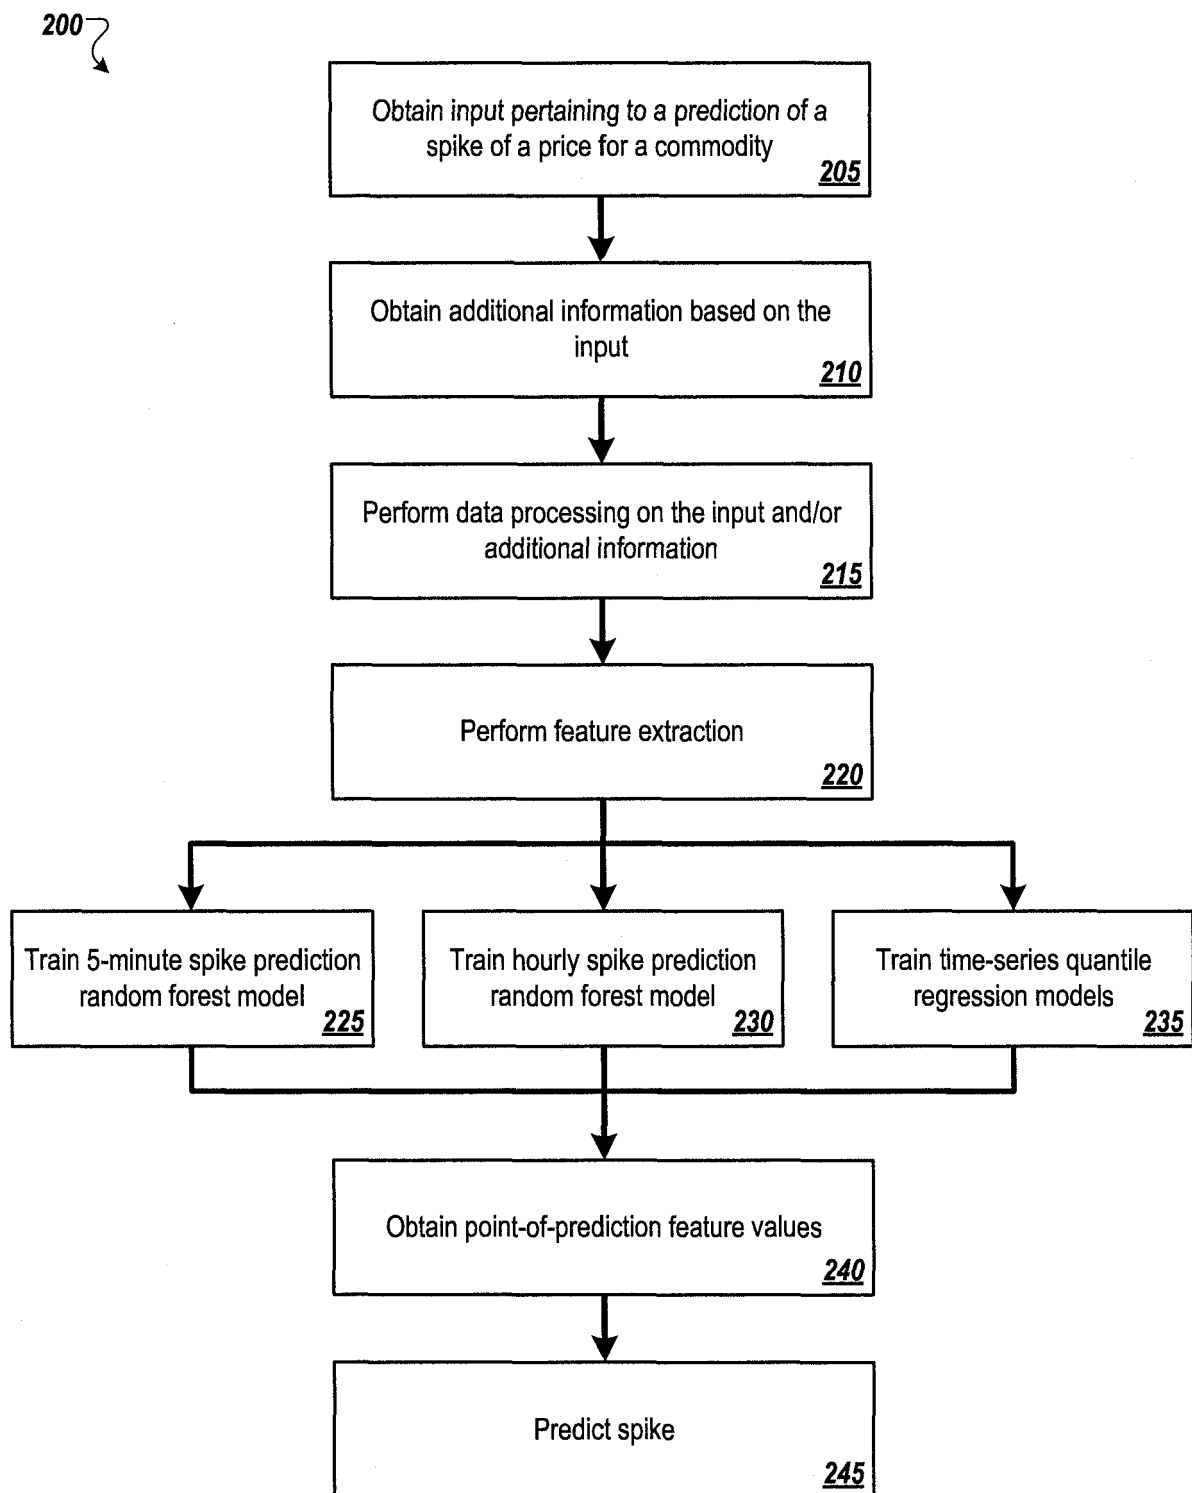 200
Obtain input pertaining to a prediction of a
spike of a price for a commodity
205
Obtain additional information based on the
input
210
Perform data processing on the input and/or
additional information
215
Perform feature extraction
220
Train 5-minute spike prediction
random forest model
225
Train hourly spike prediction
random forest model
230
Train time-series quantile
regression models
235
Obtain point-of-prediction feature values
240
Predict spike
245